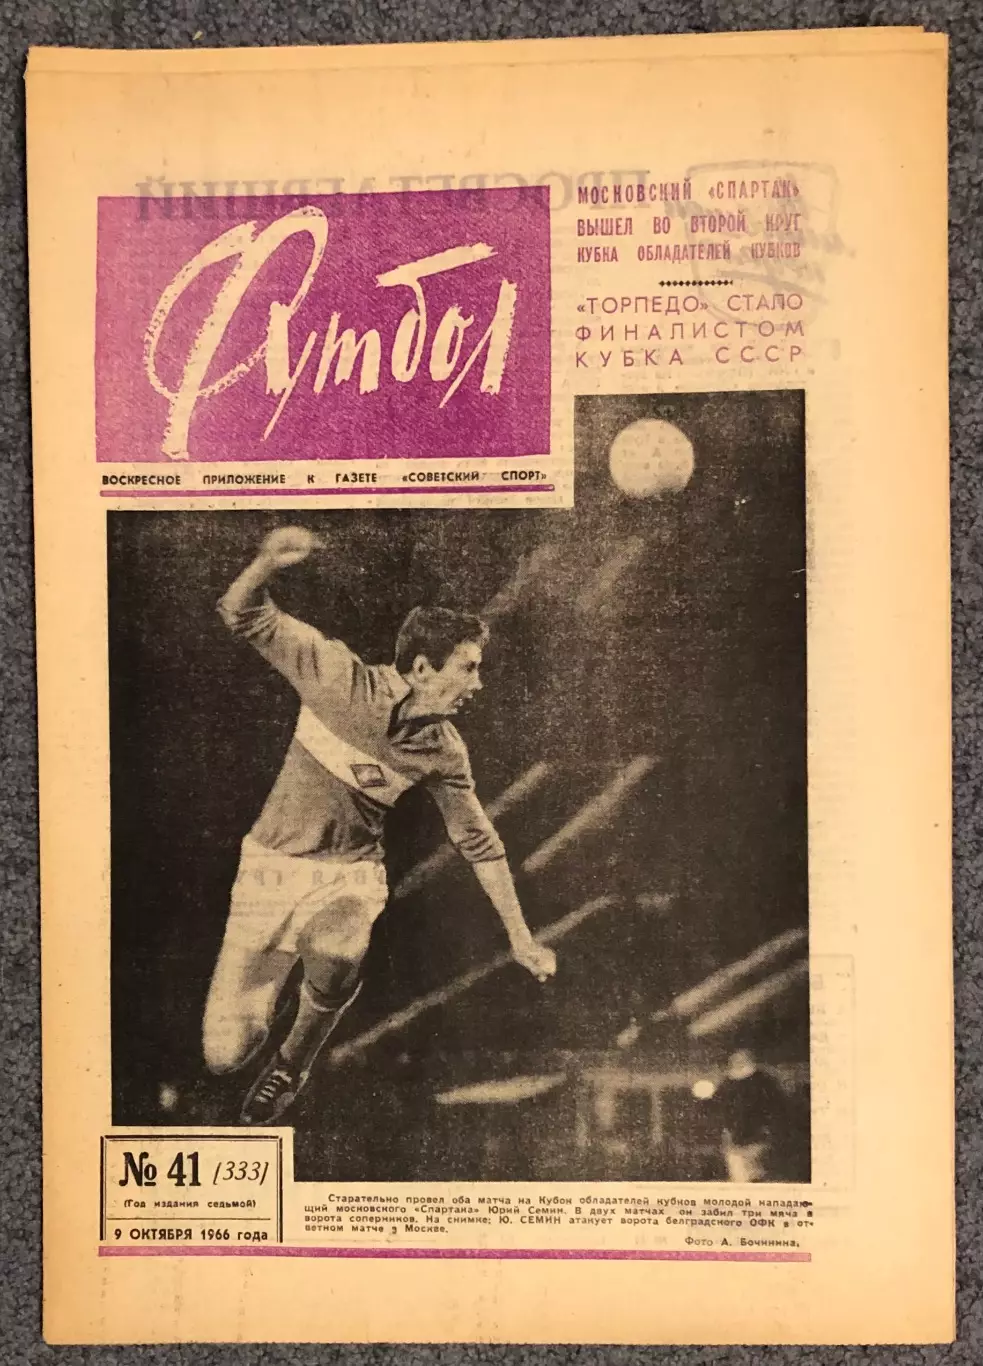 МОСКОВСКИЙ «СПАРТАК»
ВЫШЕЛ ВО ВТОРОЙ КРУГ
КУБКА ОБЛАДАТЕЛЕЙ КУБКОВ
«ТОРПЕДО» СТАЛО
ФИНАЛИСТОМ
КУБКА СССР
Футбол
ВОСКРЕСНОЕ ПРИЛОЖЕНИЕ К ГАЗЕТЕ «СОВЕТСКИЙ СПОРТ»
№ 41 [333]
(Год издания седьмой)
9 ОКТЯБРЯ 1966 года
Старательно провел оба матча на Кубок обладателей кубков молодой нападаю-
щий московского «Спартака» Юрий Семин. В двух матчах он забил три мяча в
ворота соперников. На снимке; Ю. СЕМИН атакует ворота белградского ОФК в от-
ветном матче в Москве.
Фото А. Бочинина.